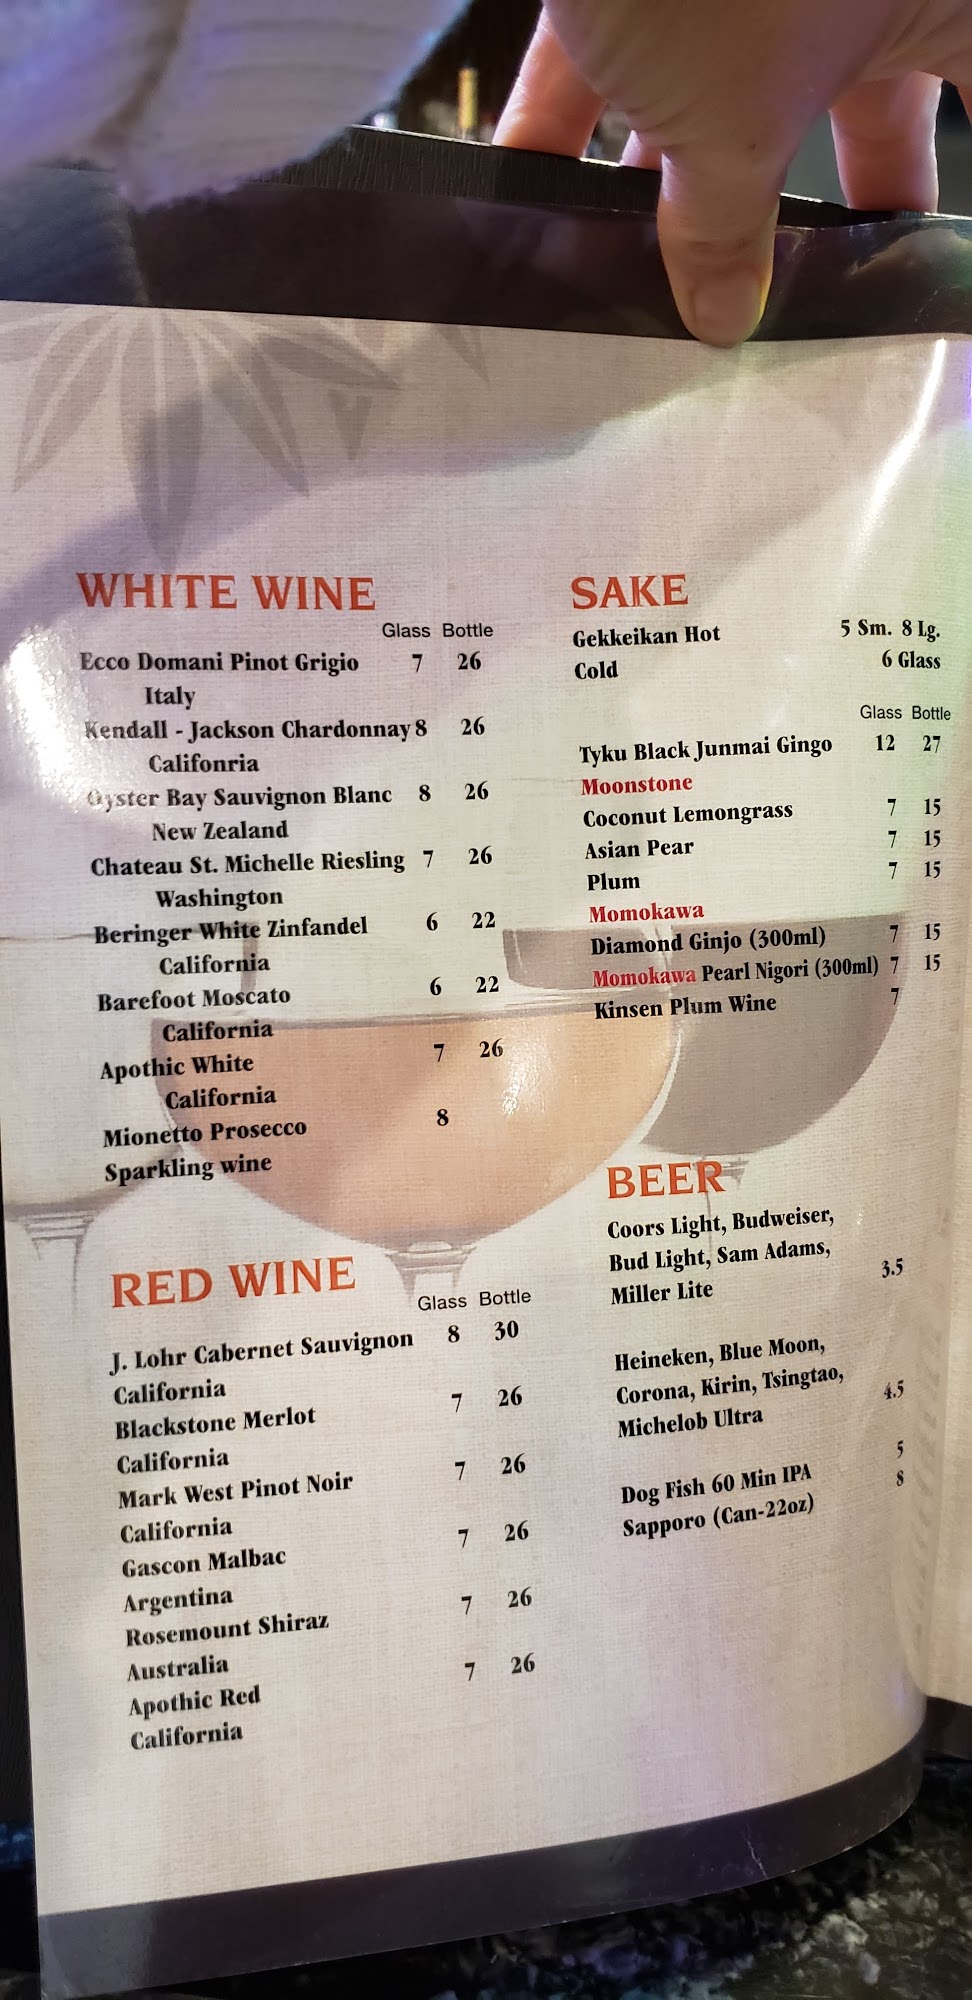 WHITE WINE
Glass Bottle
Ecco Domani Pinot Grigio 7 26
Italy
Kendall - Jackson Chardonnay 8 26
Califonria
Oyster Bay Sauvignon Blanc 8 26
New Zealand
Chateau St. Michelle Riesling 7 26
Washington
Beringer White Zinfandel 6 22
California
Barefoot Moscato 6 22
California
Apothic White 7 26
California
Mionetto Prosecco 8
Sparkling wine
RED WINE
Glass Bottle
J. Lohr Cabernet Sauvignon 8 30
California
Blackstone Merlot 7 26
California
Mark West Pinot Noir 7 26
California
Gascon Malbac 7 26
Argentina
Rosemount Shiraz 7 26
Australia
Apothic Red 7 26
California
SAKE
Gekkeikan Hot 5 Sm. 8 Lg.
Cold 6 Glass
Glass Bottle
Tyku Black Junmai Gingo 12 27
Moonstone
Coconut Lemongrass 7 15
Asian Pear 7 15
Plum 7 15
Momokawa
Diamond Ginjo (300ml) 7 15
Momokawa Pearl Nigori (300ml) 7 15
Kinsen Plum Wine 7
BEER
Coors Light, Budweiser,
Bud Light, Sam Adams,
Miller Lite 3.5
Heineken, Blue Moon,
Corona, Kirin, Tsingtao,
Michelob Ultra 4.5
Dog Fish 60 Min IPA 5
Sapporo (Can-22oz) 8